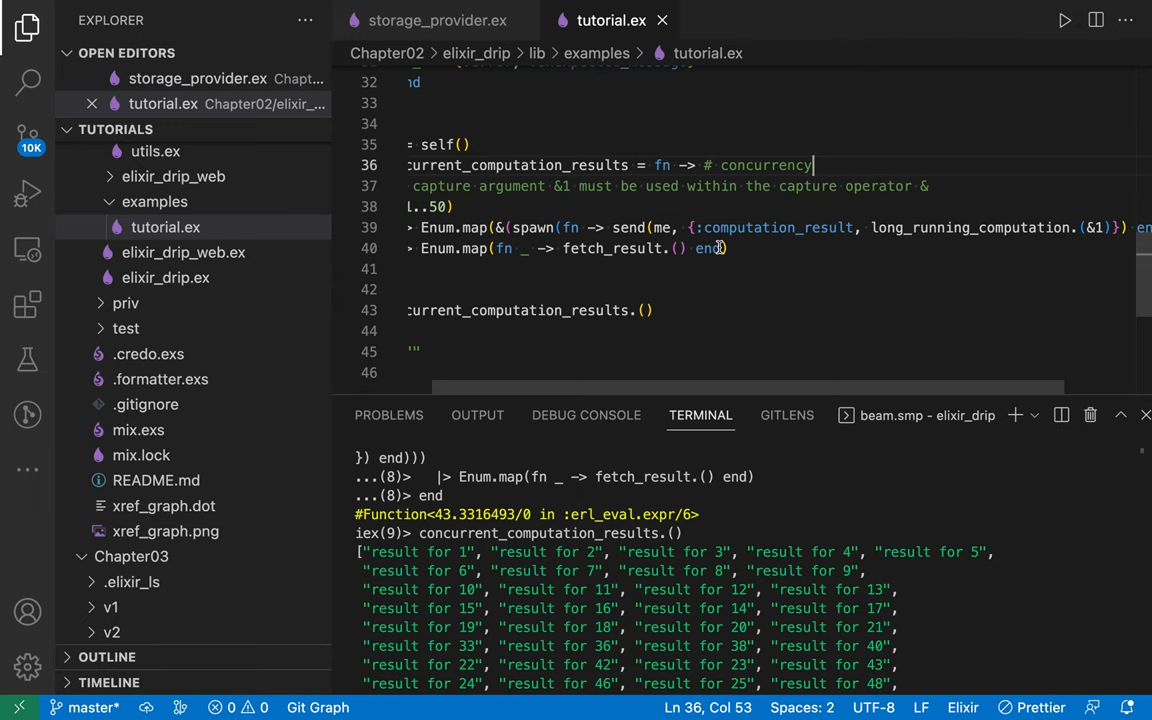 EXPLORER
OPEN EDITORS
storage_provider.ex Chapt...
tutorial.ex Chapter02/elixir_...
TUTORIALS
utils.ex
elixir_drip_web
examples
tutorial.ex
elixir_drip_web.ex
elixir_drip.ex
priv
test
.credo.exs
.formatter.exs
.gitignore
mix.exs
mix.lock
README.md
xref_graph.dot
xref_graph.png
Chapter03
.elixir_ls
v1
v2
OUTLINE
TIMELINE
10K
storage_provider.ex
tutorial.ex
Chapter02 > elixir_drip > lib > examples > tutorial.ex
32 nd
33
34
35 = self()
36 current_computation_results = fn -> # concurrency
37 capture argument &1 must be used within the capture operator &
38 1..50)
39 > Enum.map(&(spawn(fn -> send(me, {:computation_result, long_running_computation.(&1)}) en
40 > Enum.map(fn _ -> fetch_result.() end)
41
42
43 current_computation_results.()
44
45 ""
46
PROBLEMS OUTPUT DEBUG CONSOLE TERMINAL GITLENS beam.smp - elixir_drip
}) end)))
...(8)> |> Enum.map(fn _ -> fetch_result.() end)
...(8)> end
#Function<43.3316493/0 in :erl_eval.expr/6>
iex(9)> concurrent_computation_results.()
["result for 1", "result for 2", "result for 3", "result for 4", "result for 5",
"result for 6", "result for 7", "result for 8", "result for 9",
"result for 10", "result for 11", "result for 12", "result for 13",
"result for 15", "result for 16", "result for 14", "result for 17",
"result for 19", "result for 18", "result for 20", "result for 21",
"result for 33", "result for 36", "result for 38", "result for 40",
"result for 22", "result for 42", "result for 23", "result for 43",
"result for 24", "result for 46", "result for 25", "result for 48",
master* 0 0 Git Graph Ln 36, Col 53 Spaces: 2 UTF-8 LF Elixir Prettier